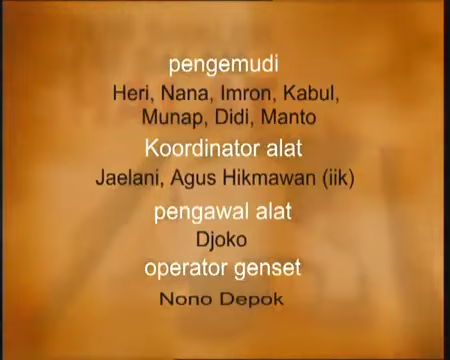 pengemudi
Heri, Nana, Imron, Kabul,
Munap, Didi, Manto
Koordinator alat
Jaelani, Agus Hikmawan (iik)
pengawal alat
Djoko
operator genset
Nono Depok